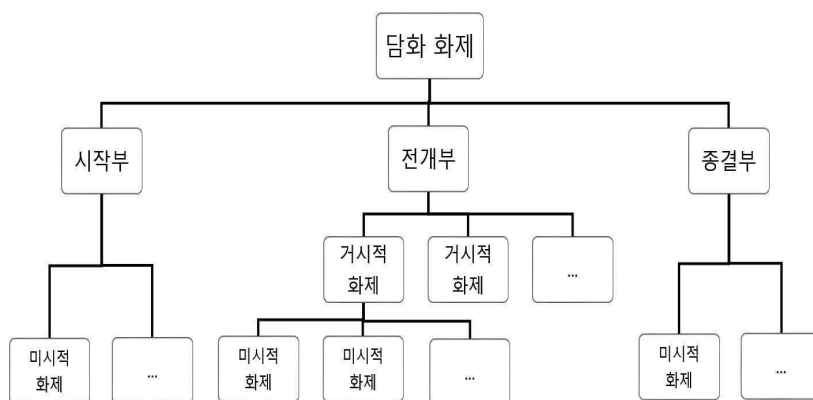 담화 화제
시작부
전개부
종결부
거시적
화제
거시적
화제
...
미시적
화제
...
미시적
화제
미시적
화제
...
미시적
화제
...